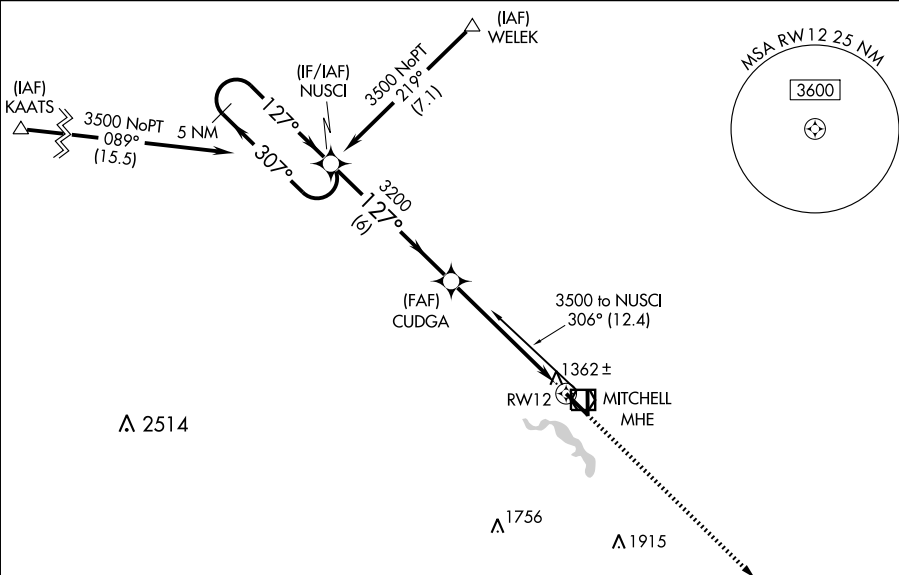 (IAF)
WELEK
MSA RW12 25 NM
3600
(IF/IAF)
NUSCI
3500 NoPT
219°
(7.1)
(IAF)
KAATS
3500 NoPT
089°
(15.5)
5 NM
127°
307°
3200
127°
(6)
(FAF)
CUDGA
3500 to NUSCI
306° (12.4)
1362 ±
RW12
MITCHELL
MHE
2514
1756
1915